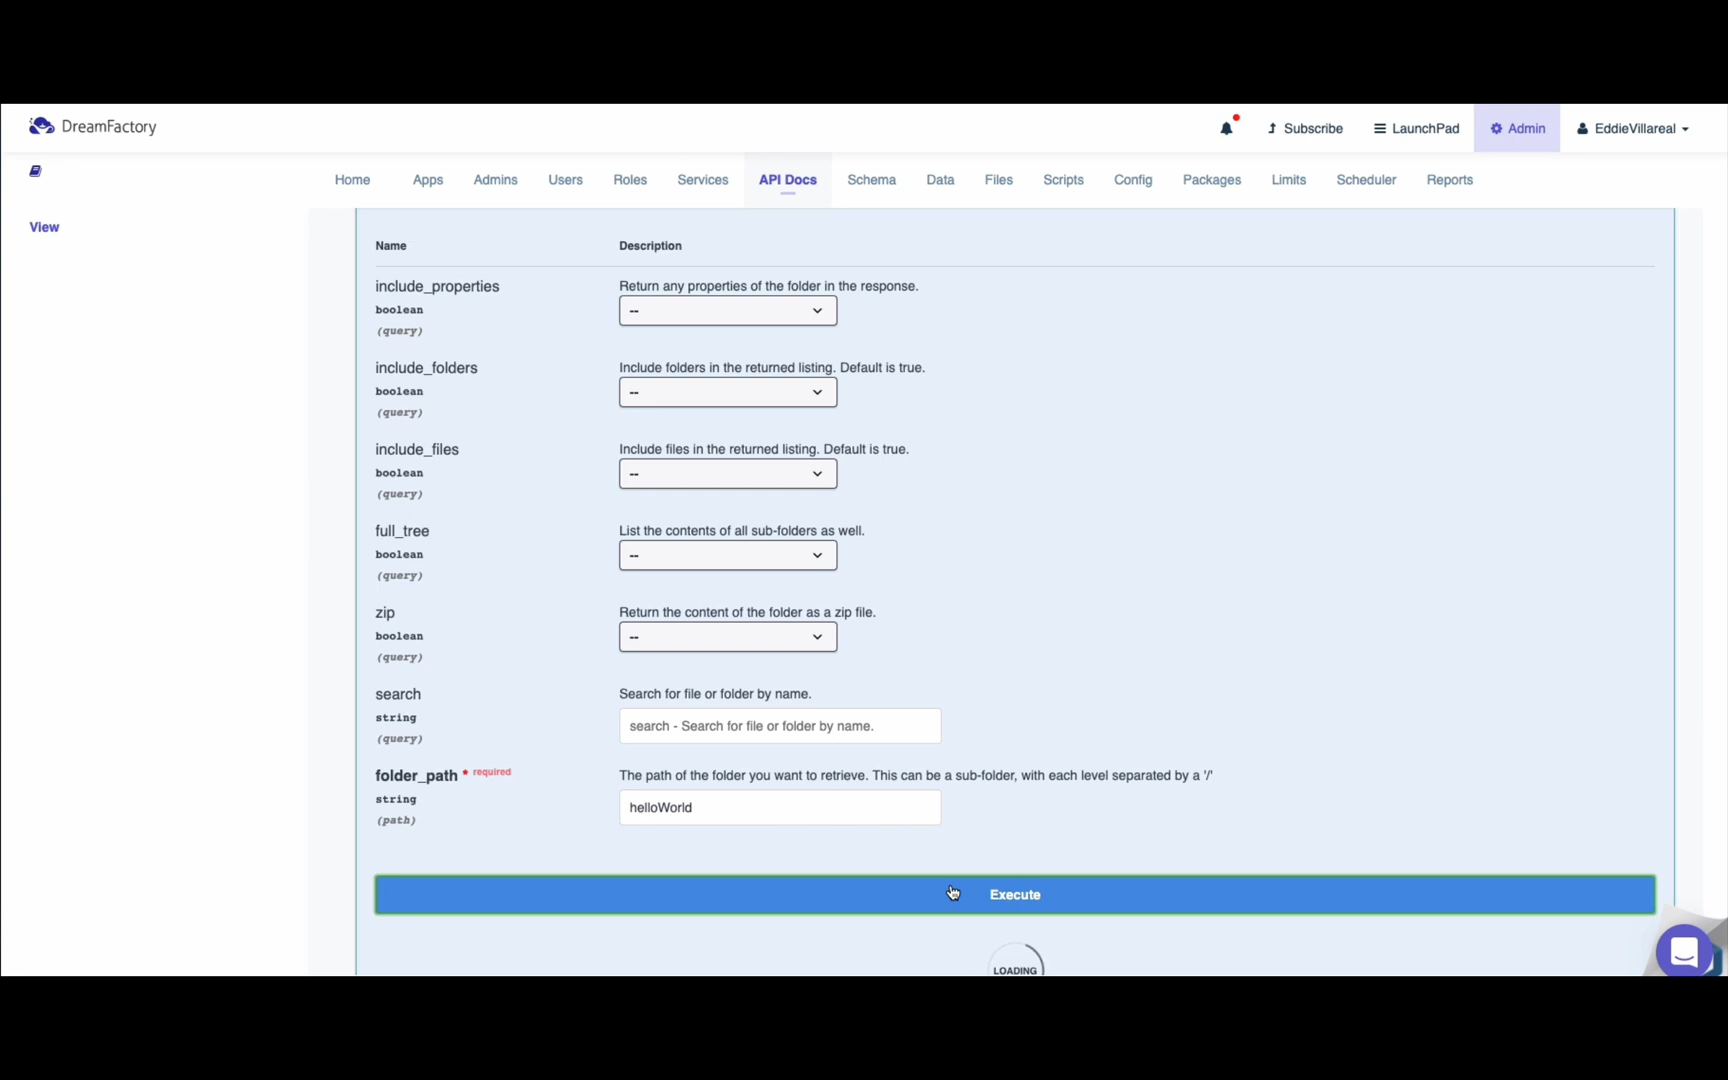 DreamFactory
Subscribe
LaunchPad
Admin
EddieVillareal
Home
Apps
Admins
Users
Roles
Services
API Docs
Schema
Data
Files
Scripts
Config
Packages
Limits
Scheduler
Reports
View
Name
Description
include_properties
boolean
(query)
Return any properties of the folder in the response.
--
include_folders
boolean
(query)
Include folders in the returned listing. Default is true.
--
include_files
boolean
(query)
Include files in the returned listing. Default is true.
--
full_tree
boolean
(query)
List the contents of all sub-folders as well.
--
zip
boolean
(query)
Return the content of the folder as a zip file.
--
search
string
(query)
Search for file or folder by name.
search - Search for file or folder by name.
folder_path * required
string
(path)
The path of the folder you want to retrieve. This can be a sub-folder, with each level separated by a '/'
helloWorld
Execute
LOADING